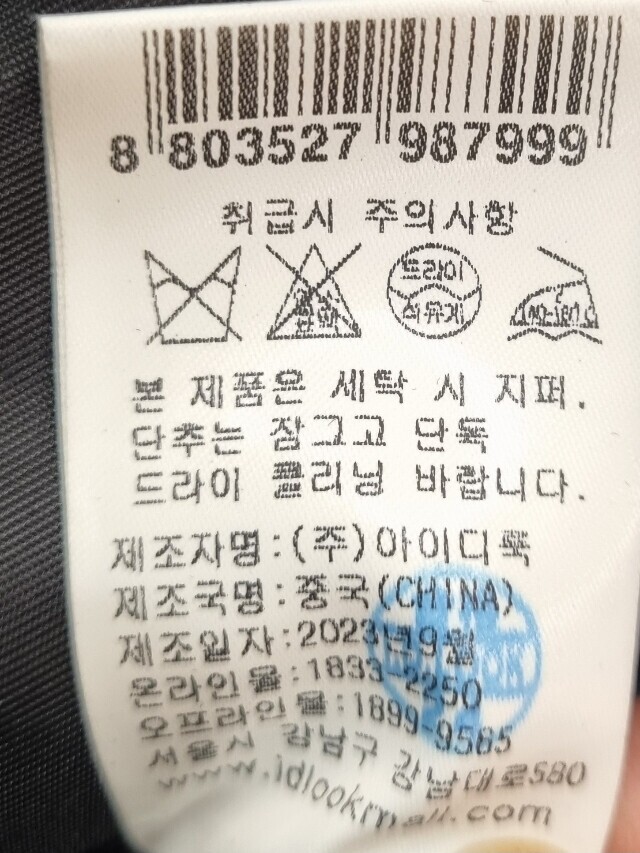 8 803527 987999
취급시 주의사항
드라이
석유계
본 제품은 세탁 시 지퍼.
단추는 잠그고 단독
드라이 클리닝 바랍니다.
제조자명:(주)아이디룩
제조국명:중국(CHINA)
제조일자:2023년9월
온라인몰:1833-2250
오프라인몰:1899-9585
서울시 강남구 강남대로580
www.idlookmall.com